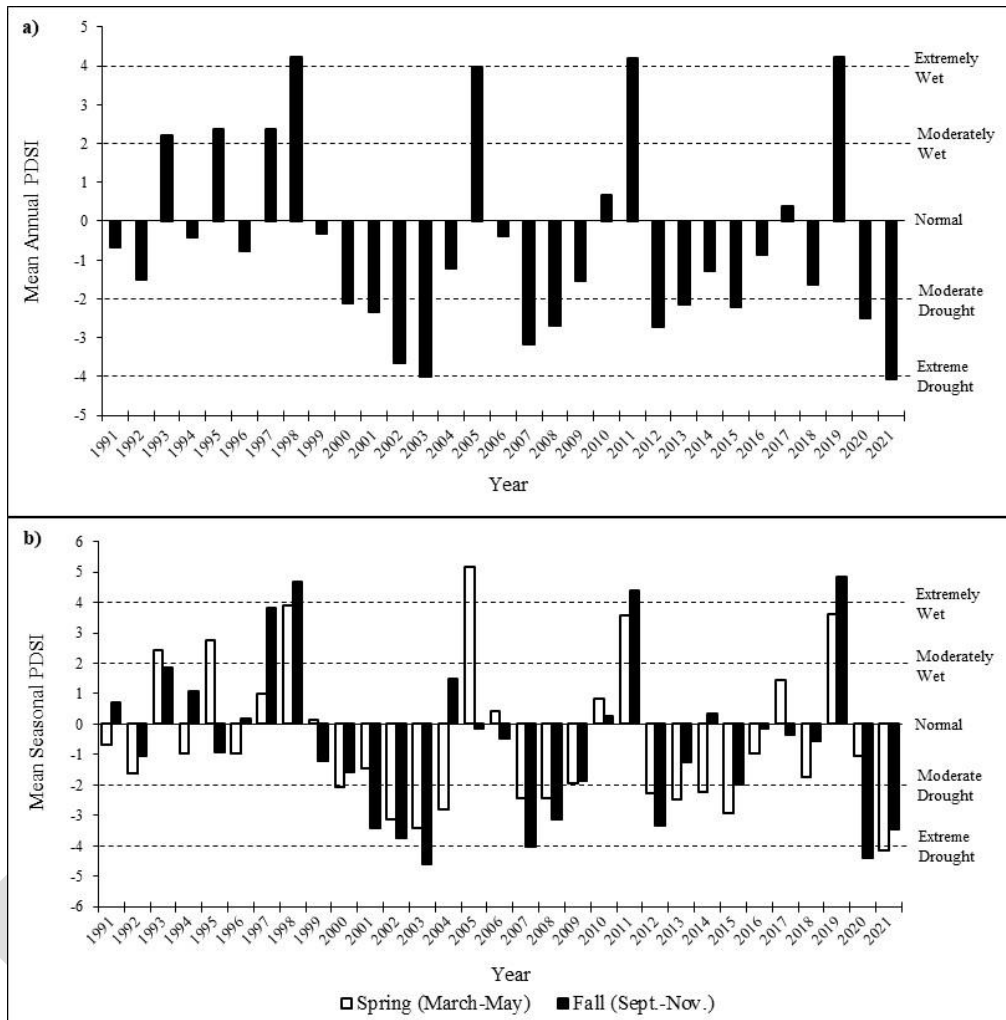 a)
Mean Annual PDSI
5
4
3
2
1
0
-1
-2
-3
-4
-5
Extremely
Wet
Moderately
Wet
Normal
Moderate
Drought
Extreme
Drought
1991 1992 1993 1994 1995 1996 1997 1998 1999 2000 2001 2002 2003 2004 2005 2006 2007 2008 2009 2010 2011 2012 2013 2014 2015 2016 2017 2018 2019 2020 2021
Year
b)
Mean Seasonal PDSI
6
5
4
3
2
1
0
-1
-2
-3
-4
-5
-6
Extremely
Wet
Moderately
Wet
Normal
Moderate
Drought
Extreme
Drought
1991 1992 1993 1994 1995 1996 1997 1998 1999 2000 2001 2002 2003 2004 2005 2006 2007 2008 2009 2010 2011 2012 2013 2014 2015 2016 2017 2018 2019 2020 2021
Year
Spring (March-May) Fall (Sept.-Nov.)